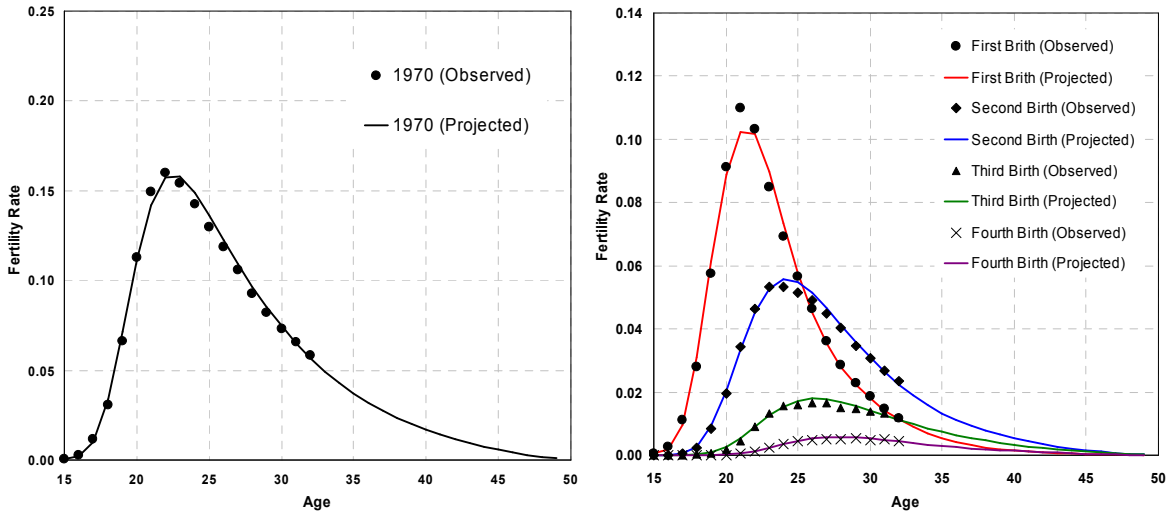 0.25
0.20
0.15
0.10
0.05
0.00
Fertility Rate
1970 (Observed)
1970 (Projected)
15 20 25 30 35 40 45 50
Age
0.14
0.12
0.10
0.08
0.06
0.04
0.02
0.00
Fertility Rate
First Brith (Observed)
First Brith (Projected)
Second Birth (Observed)
Second Birth (Projected)
Third Birth (Observed)
Third Birth (Projected)
Fourth Birth (Observed)
Fourth Birth (Projected)
15 20 25 30 35 40 45 50
Age